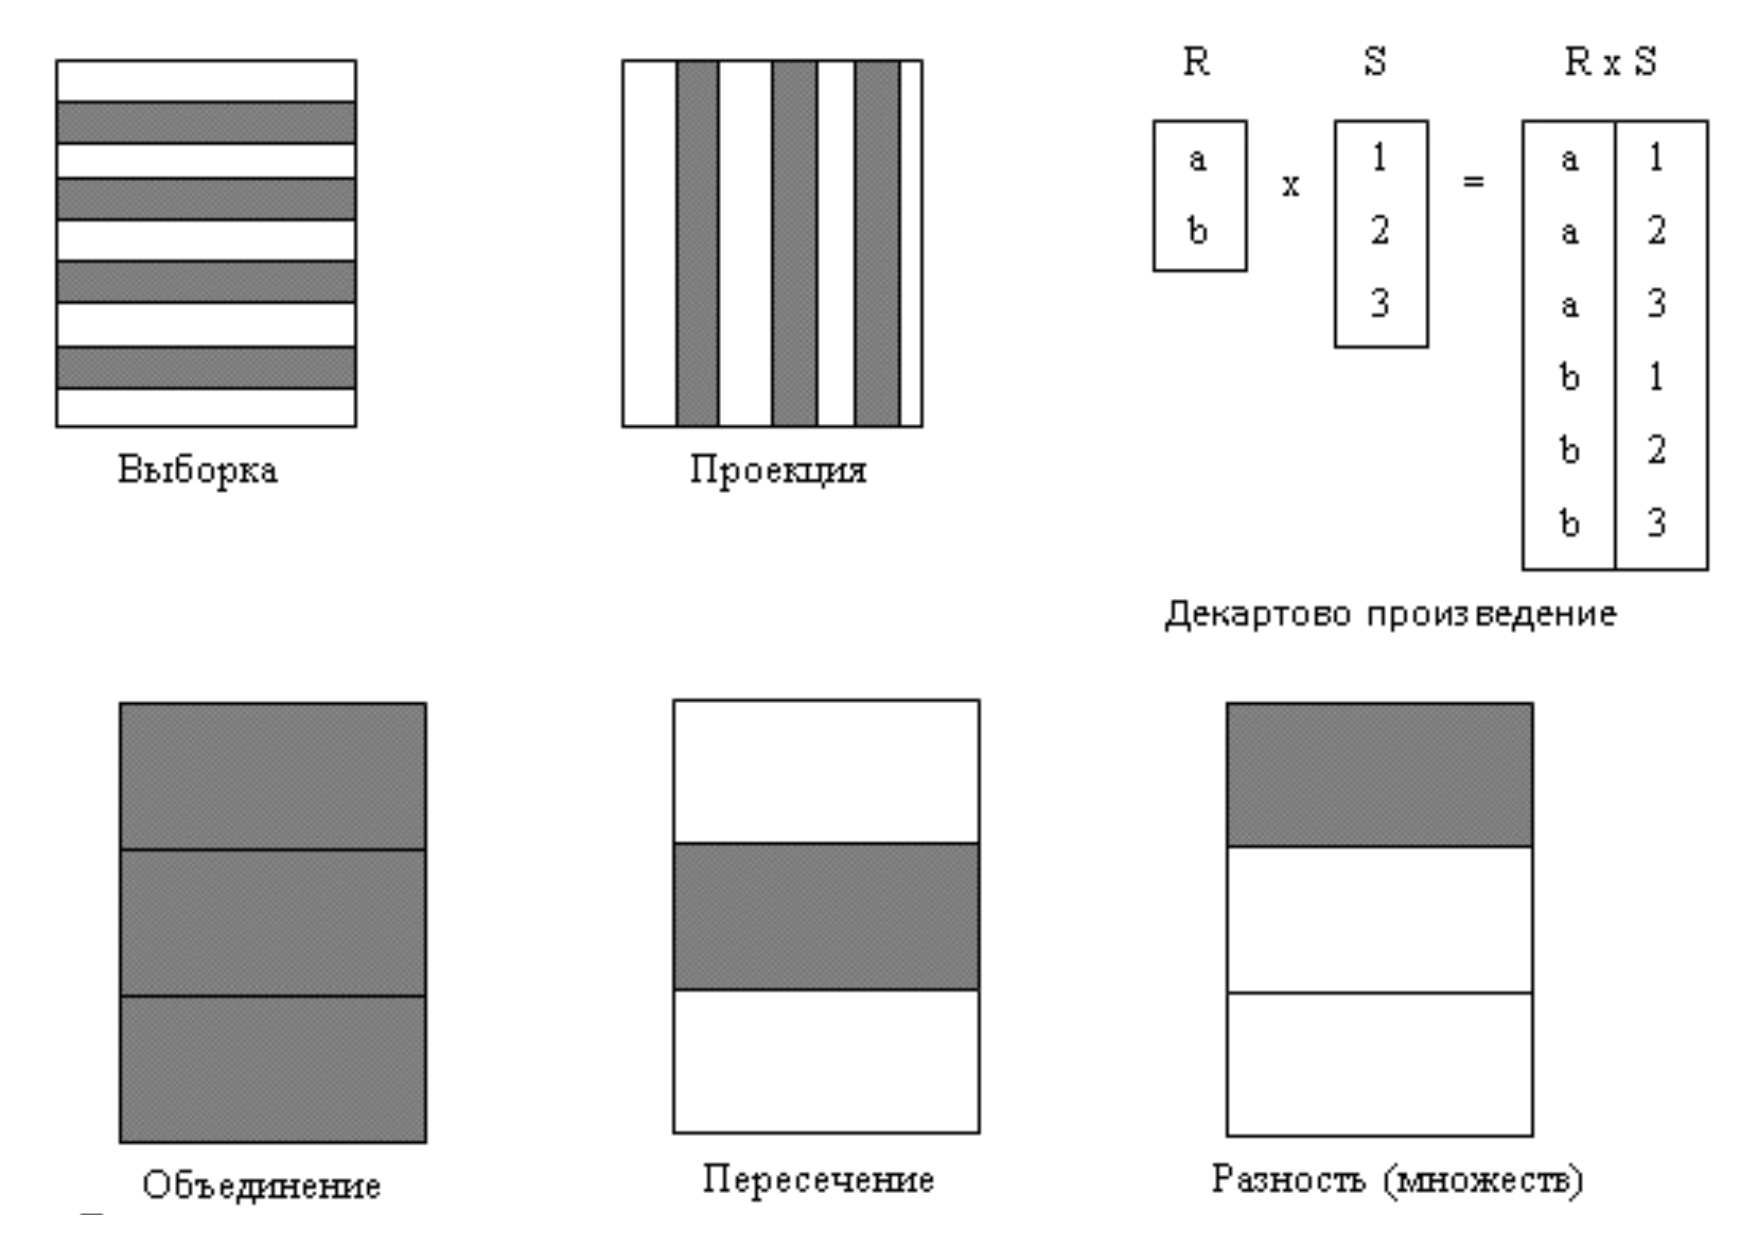 R S R x S
a 1 a 1
x =
b 2 a 2
3 a 3
b 1
b 2
b 3
Выборка
Проекция
Декартово произведение
Объединение
Пересечение
Разность (множеств)